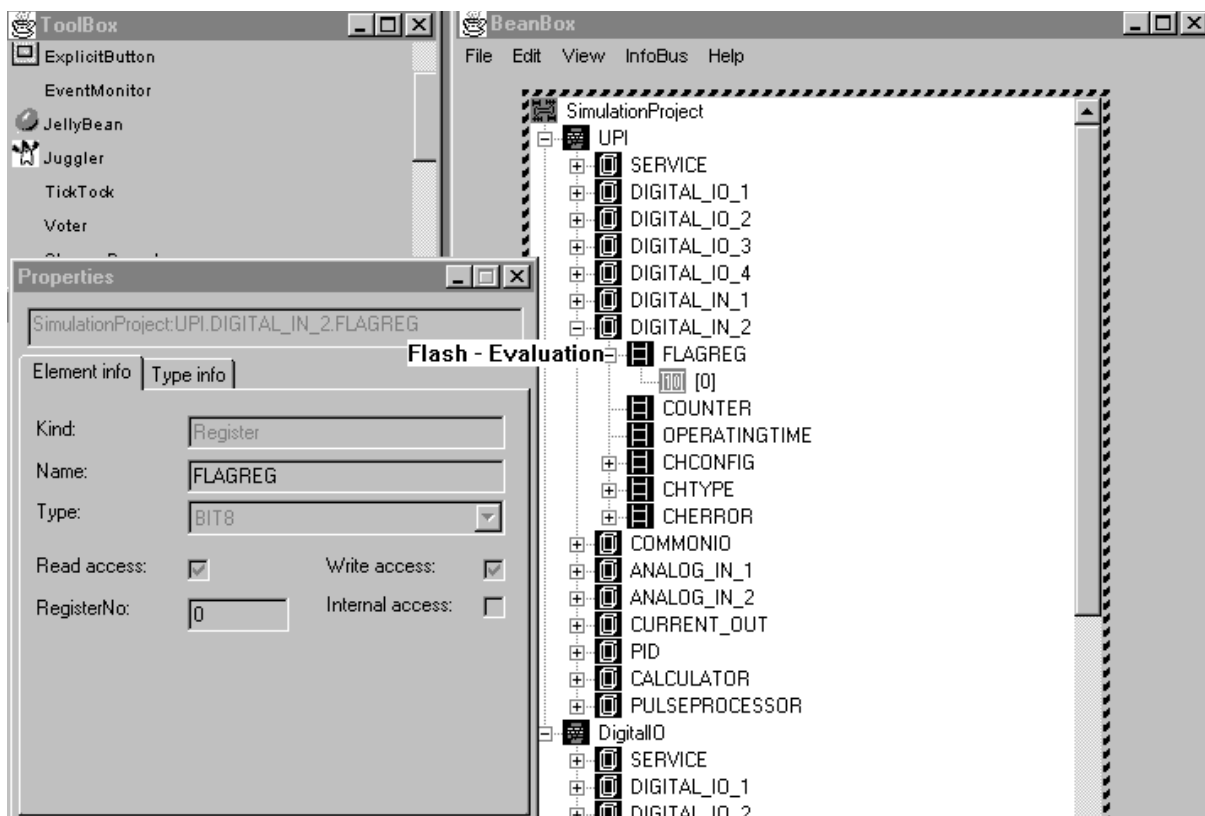 ToolBox
ExplicitButton
EventMonitor
JellyBean
Juggler
TickTock
Voter
Properties
SimulationProject:UPI.DIGITAL_IN_2.FLAGREG
Element info Type info
Kind: Register
Name: FLAGREG
Type: BIT8
Read access: Write access:
RegisterNo: 0 Internal access:
Flash - Evaluation
BeanBox
File Edit View InfoBus Help
SimulationProject
UPI
SERVICE
DIGITAL_IO_1
DIGITAL_IO_2
DIGITAL_IO_3
DIGITAL_IO_4
DIGITAL_IN_1
DIGITAL_IN_2
FLAGREG
10 [0]
COUNTER
OPERATINGTIME
CHCONFIG
CHTYPE
CHERROR
COMMONIO
ANALOG_IN_1
ANALOG_IN_2
CURRENT_OUT
PID
CALCULATOR
PULSEPROCESSOR
DigitalIO
SERVICE
DIGITAL_IO_1
DIGITAL_IO_2